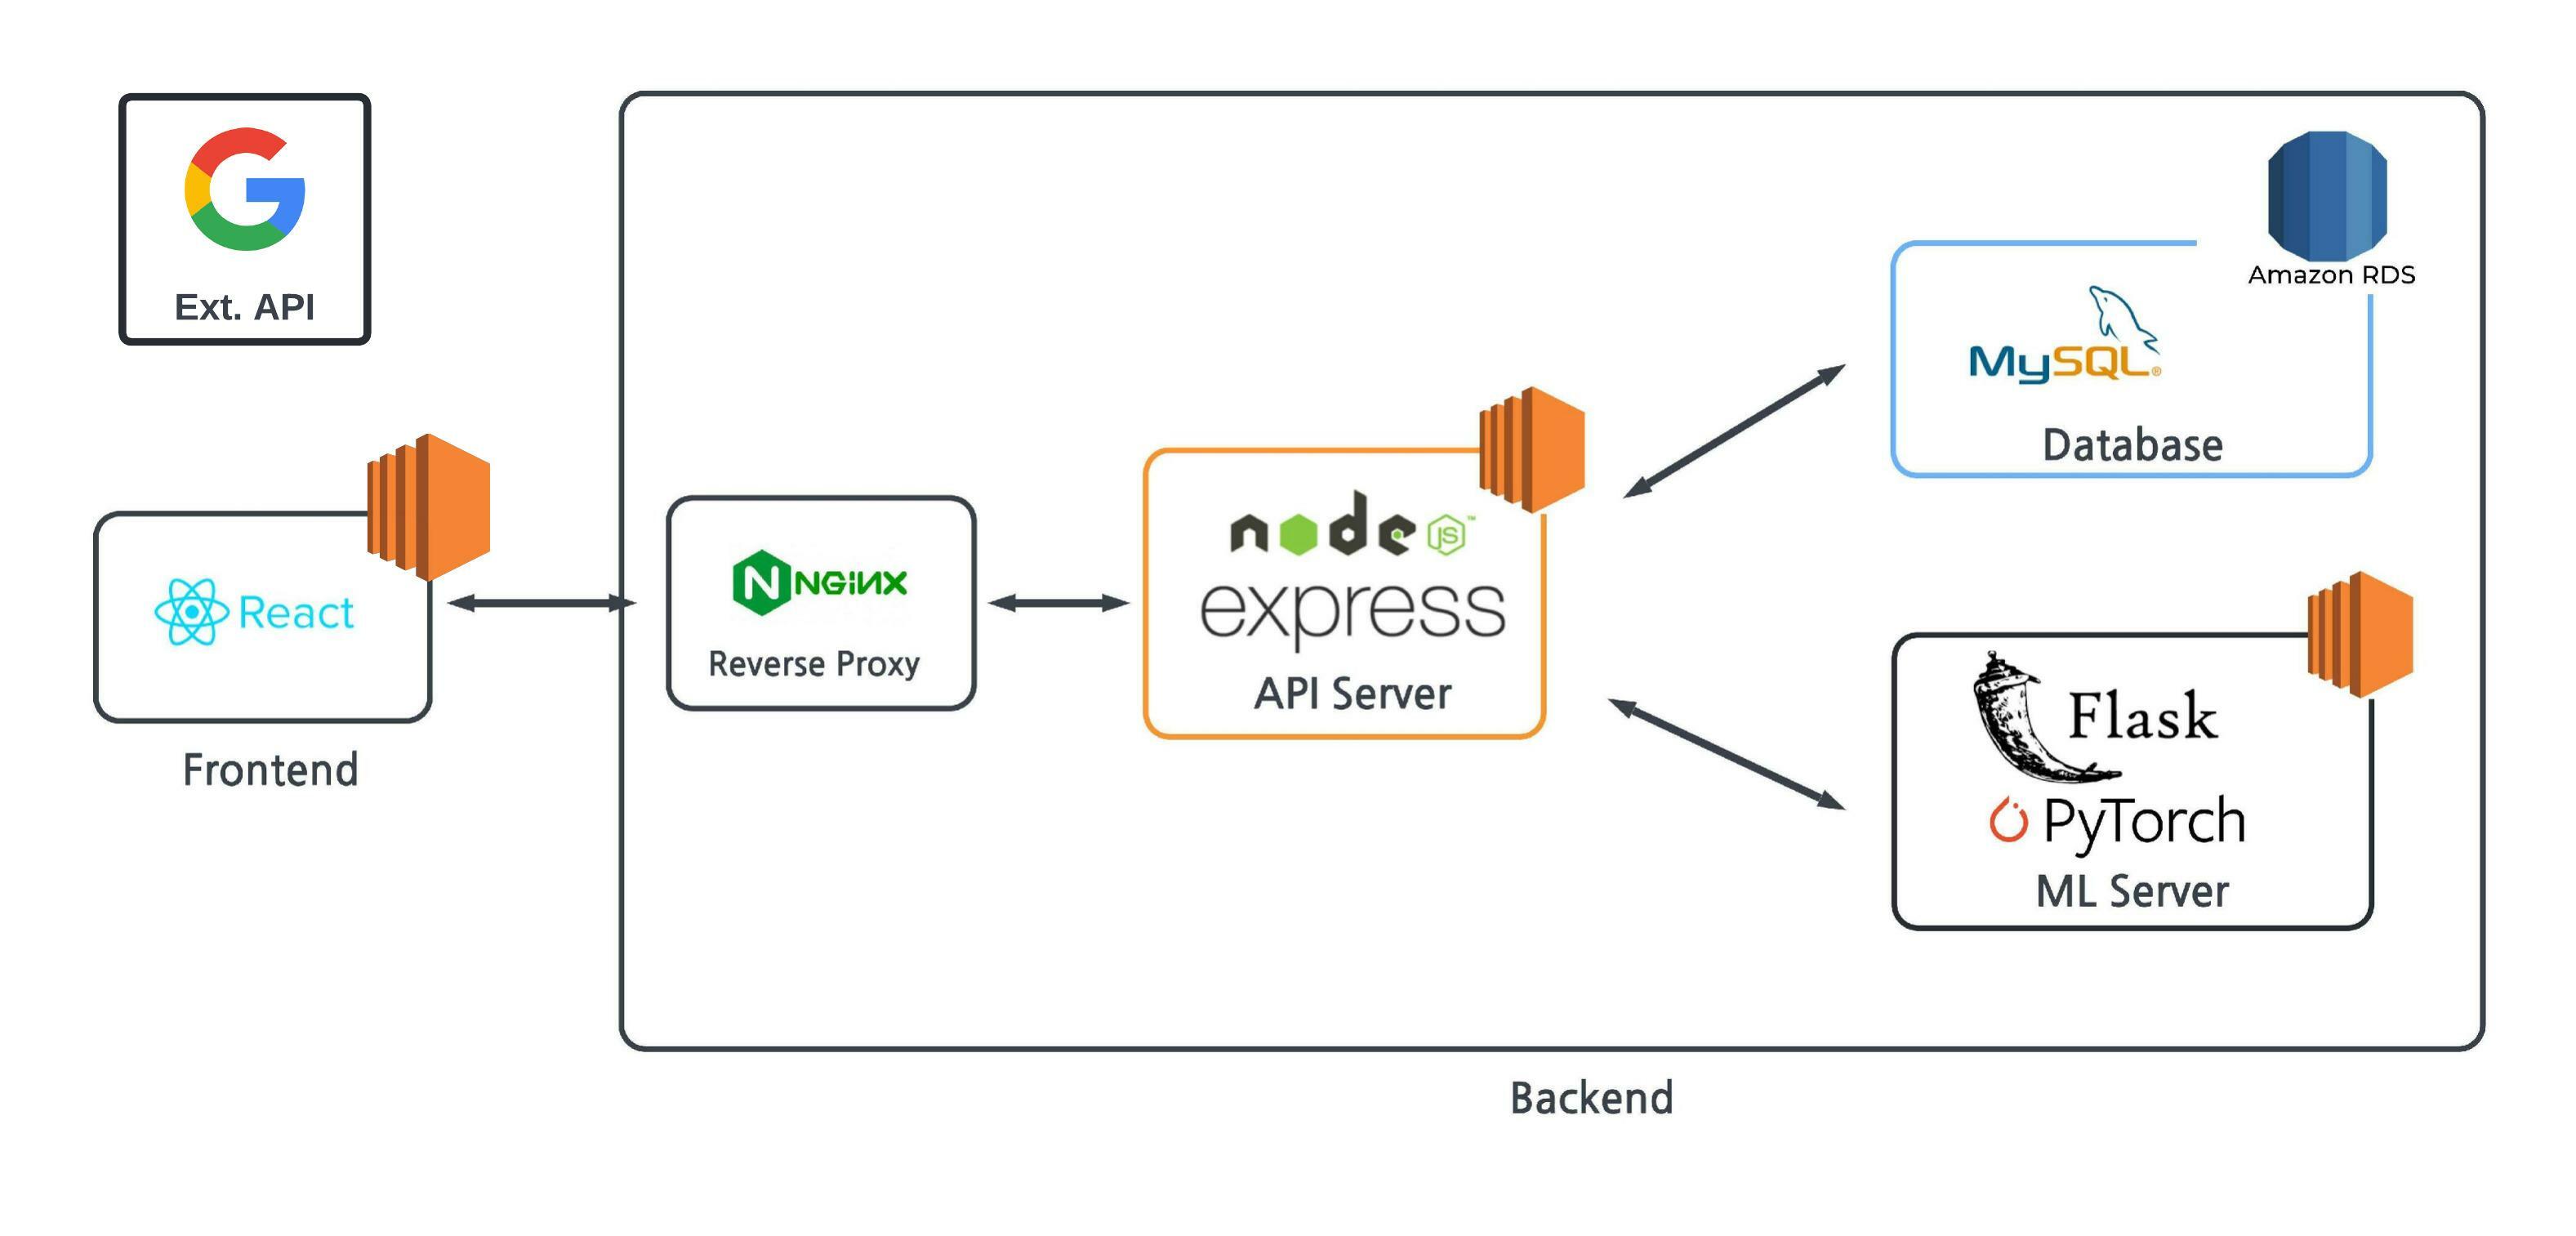 Ext. API
React
Frontend
NGiNX
Reverse Proxy
node JS™
express
API Server
Amazon RDS
MySQL®
Database
Flask
PyTorch
ML Server
Backend